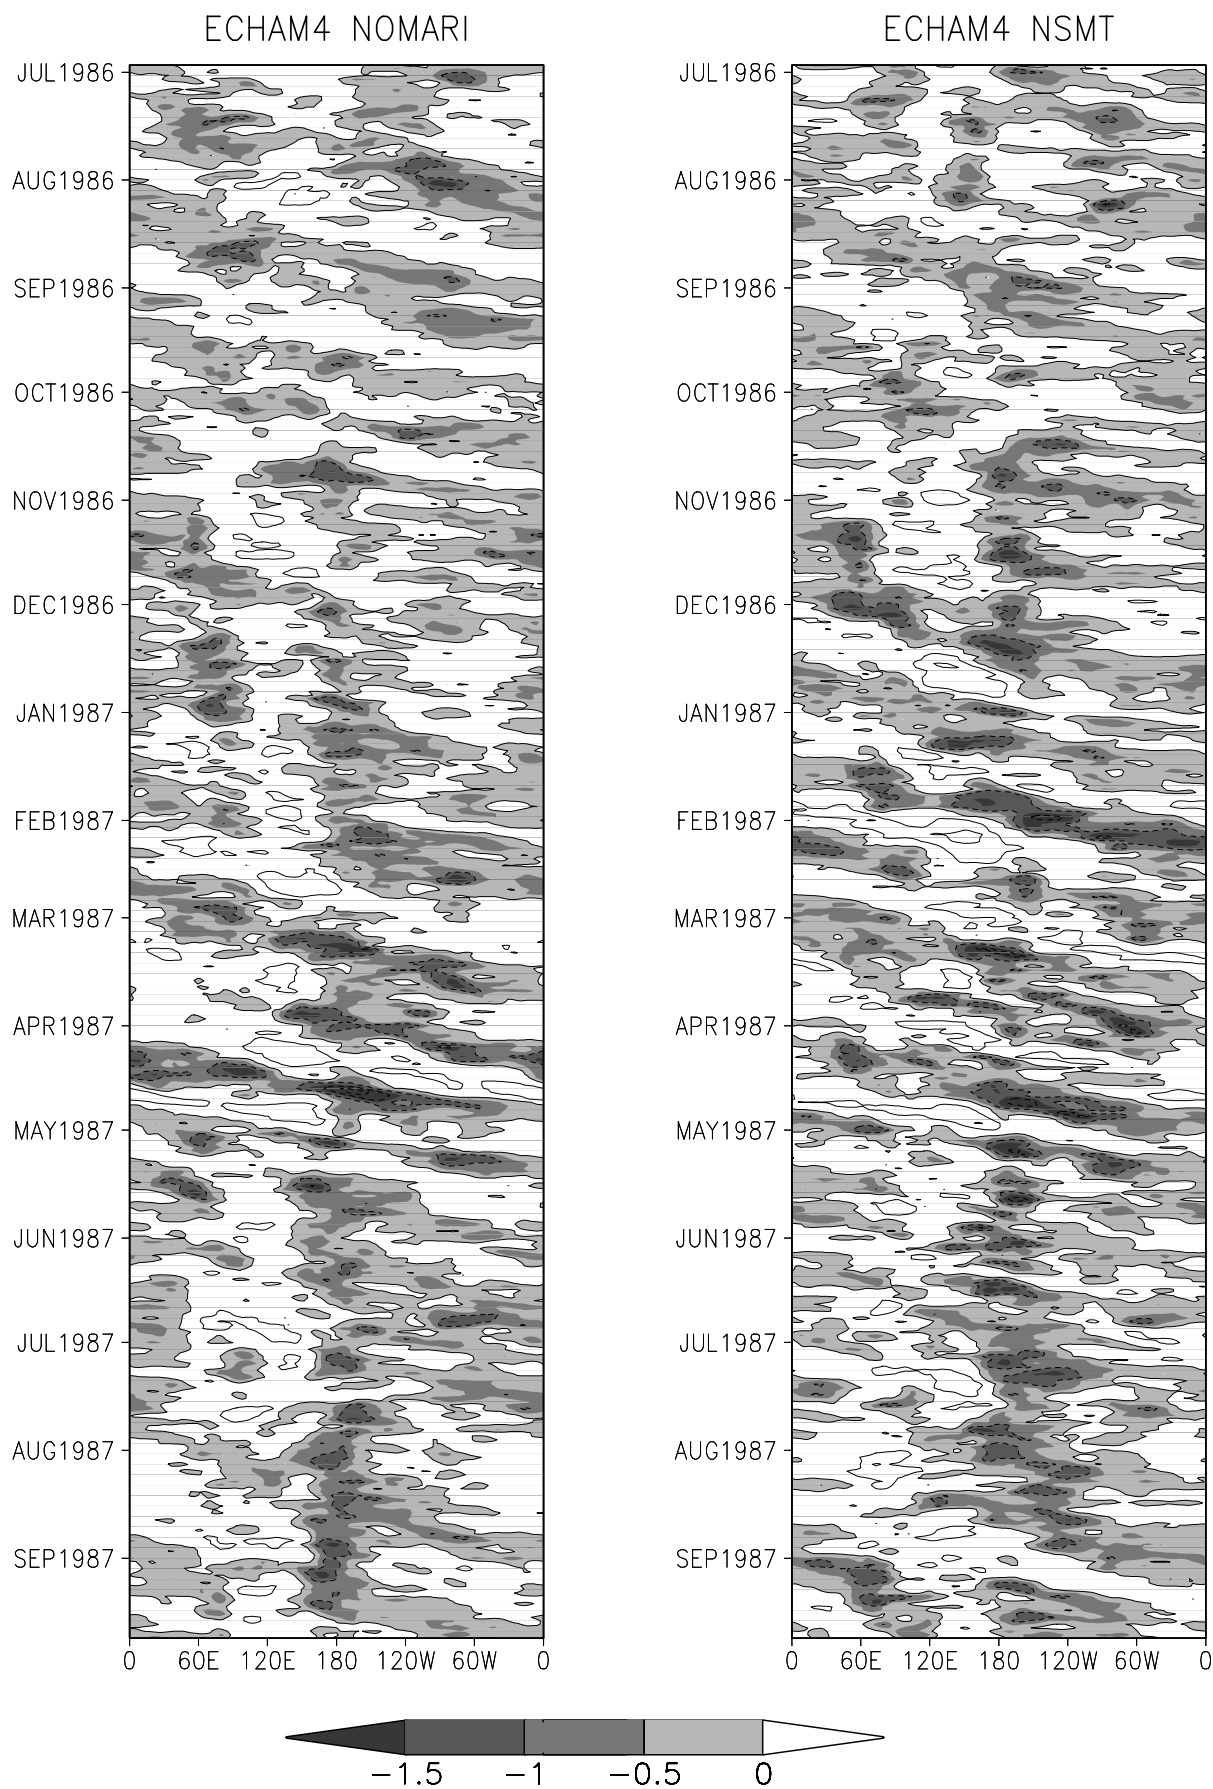 ECHAM4 NOMARI
JUL1986
AUG1986
SEP1986
OCT1986
NOV1986
DEC1986
JAN1987
FEB1987
MAR1987
APR1987
MAY1987
JUN1987
JUL1987
AUG1987
SEP1987
0 60E 120E 180 120W 60W 0
ECHAM4 NSMT
JUL1986
AUG1986
SEP1986
OCT1986
NOV1986
DEC1986
JAN1987
FEB1987
MAR1987
APR1987
MAY1987
JUN1987
JUL1987
AUG1987
SEP1987
0 60E 120E 180 120W 60W 0
-1.5 -1 -0.5 0